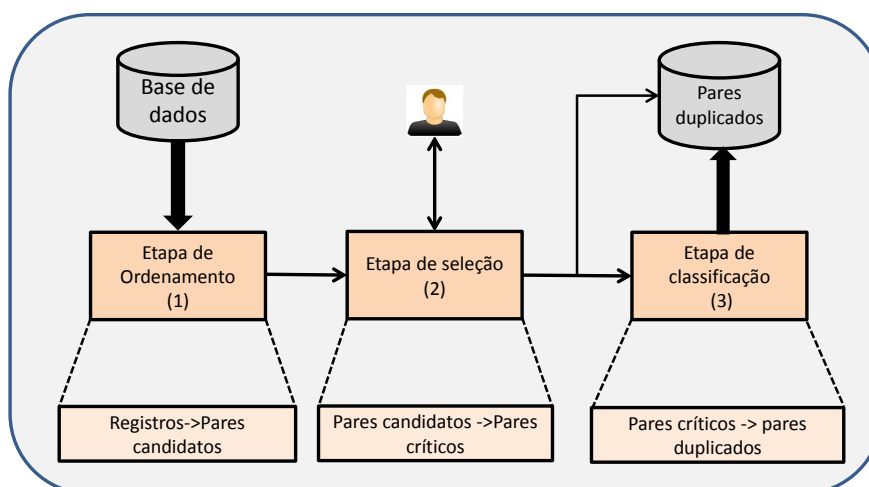 Base de
dados
Pares
duplicados
Etapa de
Ordenamento
(1)
Etapa de seleção
(2)
Etapa de
classificação
(3)
Registros->Pares
candidatos
Pares candidatos ->Pares
críticos
Pares críticos -> pares
duplicados